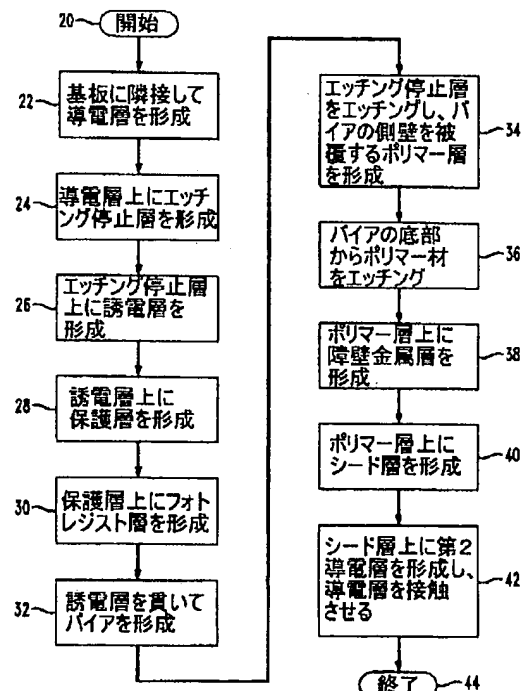 20
開始
22
基板に隣接して
導電層を形成
24
導電層上にエッチ
ング停止層を形成
26
エッチング停止層
上に誘電層を
形成
28
誘電層上に
保護層を形成
30
保護層上にフォト
レジスト層を形成
32
誘電層を貫いて
バイアを形成
エッチング停止層
をエッチングし、バ
イアの側壁を被
覆するポリマー層
を形成
34
バイアの底部
からポリマー材
をエッチング
36
ポリマー層上に
障壁金属層を
形成
38
ポリマー層上に
シード層を形成
40
シード層上に第2
導電層を形成し、
導電層を接触
させる
42
終了
44